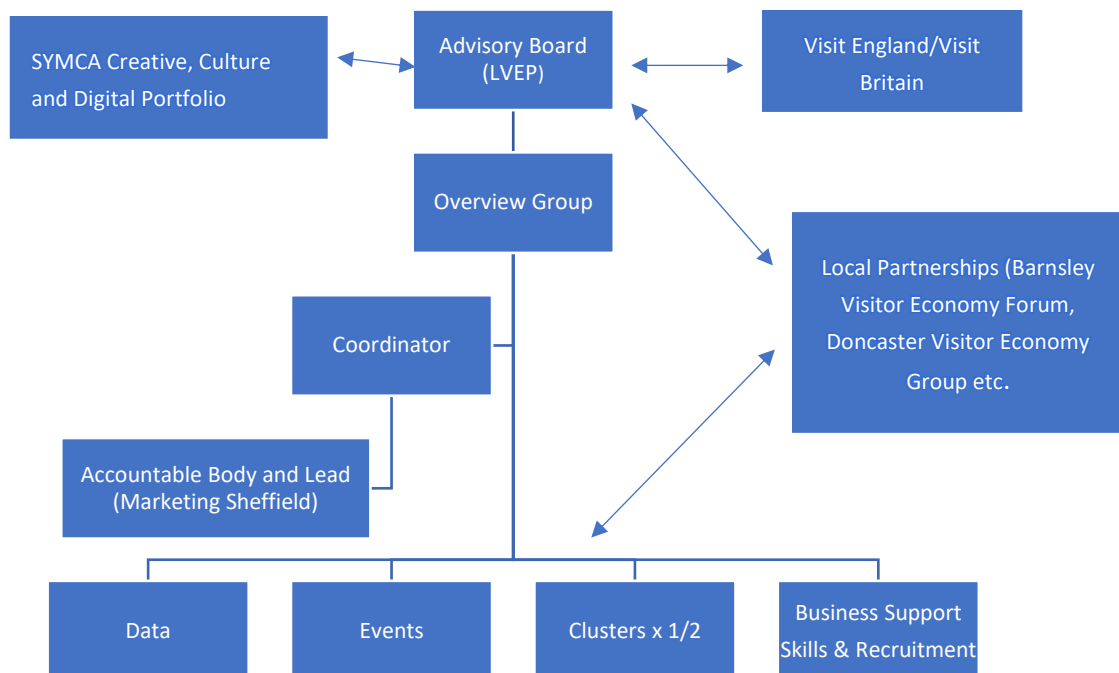 SYMCA Creative, Culture
and Digital Portfolio
Advisory Board
(LVEP)
Visit England/Visit
Britain
Overview Group
Local Partnerships (Barnsley
Visitor Economy Forum,
Doncaster Visitor Economy
Group etc.
Coordinator
Accountable Body and Lead
(Marketing Sheffield)
Data
Events
Clusters x 1/2
Business Support
Skills & Recruitment